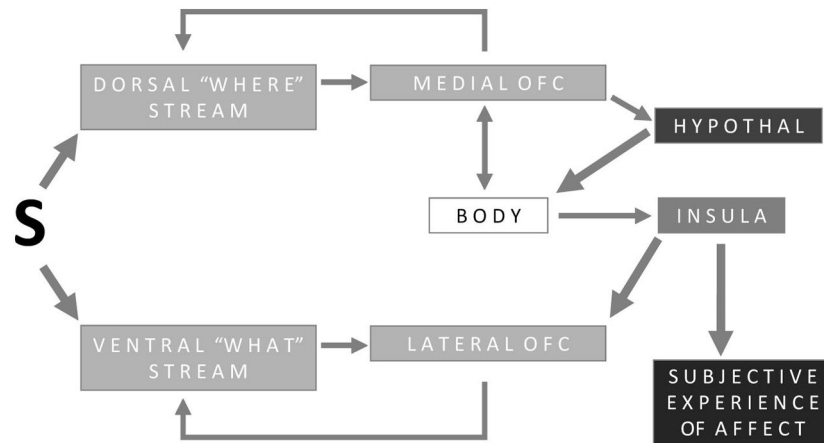 DORSAL “WHERE”
STREAM
MEDIAL OFC
HYPOTHAL
S
BODY
INSULA
VENTRAL “WHAT”
STREAM
LATERAL OFC
SUBJECTIVE
EXPERIENCE
OF AFFECT